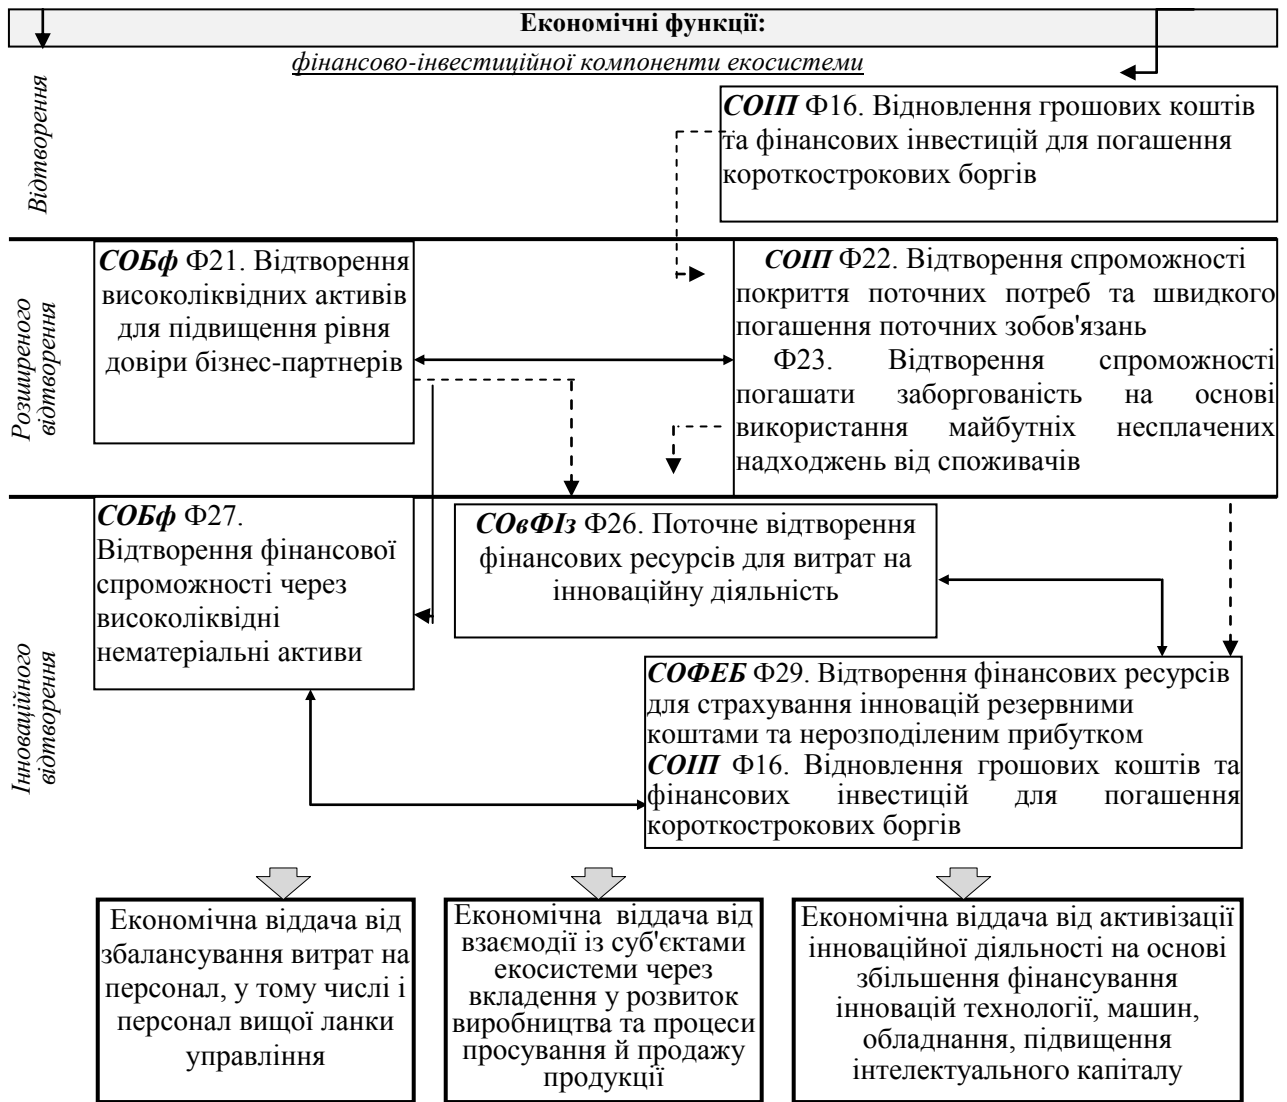 Економічні функції:
фінансово-інвестиційної компоненти екосистеми
Відтворення
СОІП Ф16. Відновлення грошових коштів
та фінансових інвестицій для погашення
короткострокових боргів
Розширеного
відтворення
СОБф Ф21. Відтворення
високоліквідних активів
для підвищення рівня
довіри бізнес-партнерів
СОІП Ф22. Відтворення спроможності
покриття поточних потреб та швидкого
погашення поточних зобов'язань
Ф23. Відтворення спроможності
погашати заборгованість на основі
використання майбутніх несплачених
надходжень від споживачів
Інноваційного
відтворення
СОБф Ф27.
Відтворення фінансової
спроможності через
високоліквідні
нематеріальні активи
СОвФІз Ф26. Поточне відтворення
фінансових ресурсів для витрат на
інноваційну діяльність
СОФЕБ Ф29. Відтворення фінансових ресурсів
для страхування інновацій резервними
коштами та нерозподіленим прибутком
СОІП Ф16. Відновлення грошових коштів та
фінансових інвестицій для погашення
короткострокових боргів
Економічна віддача від
збалансування витрат на
персонал, у тому числі і
персонал вищої ланки
управління
Економічна віддача від
взаємодії із суб'єктами
екосистеми через
вкладення у розвиток
виробництва та процеси
просування й продажу
продукції
Економічна віддача від активізації
інноваційної діяльності на основі
збільшення фінансування
інновацій технології, машин,
обладнання, підвищення
інтелектуального капіталу